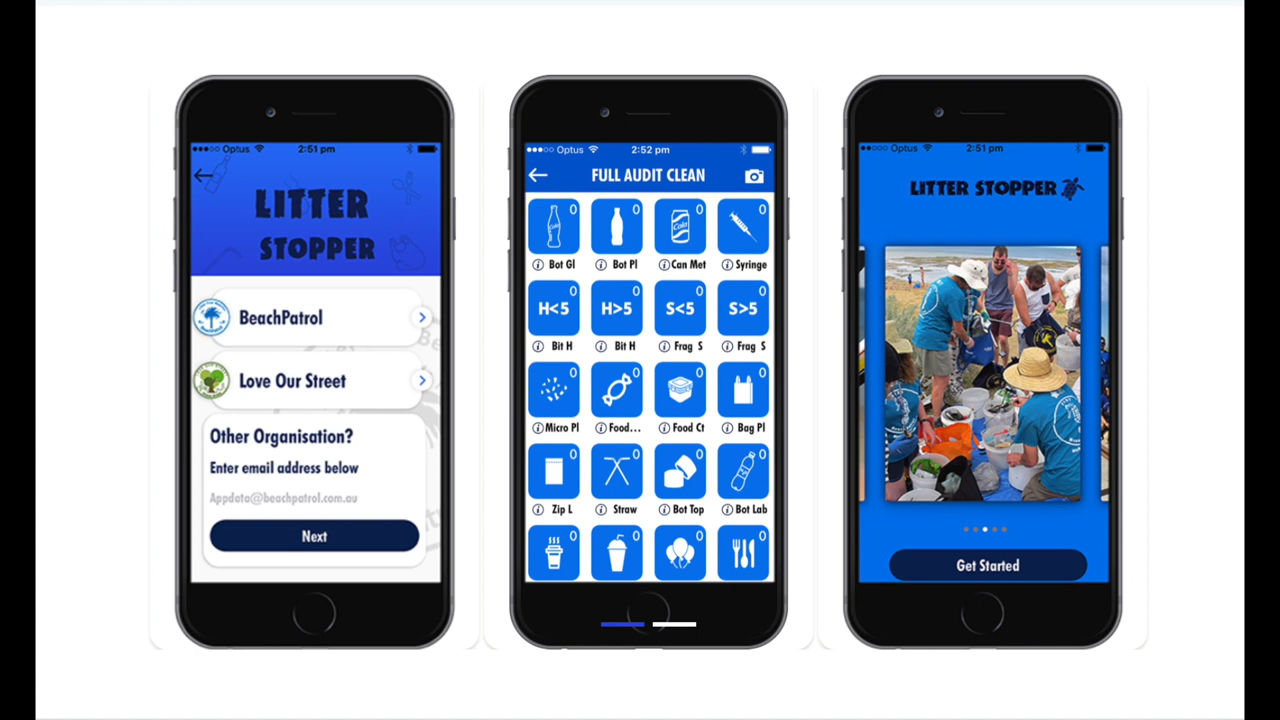 Optus
2:51 pm
LITTER
STOPPER
BeachPatrol
Love Our Street
Other Organisation?
Enter email address below
Appdata@beachpatrol.com.au
Next
Optus
2:52 pm
FULL AUDIT CLEAN
0 0 0 0
Bot Gl Bot Pl Can Met Syringe
0 0 0 0
H<5 H>5 S<5 S>5
Bit H Bit H Frag S Frag S
0 0 0 0
Micro Pl Food... Food Ct Bag Pl
0 0 0 0
Zip L Straw Bot Top Bot Lab
0 0 0 0
Optus
2:51 pm
LITTER STOPPER
Get Started